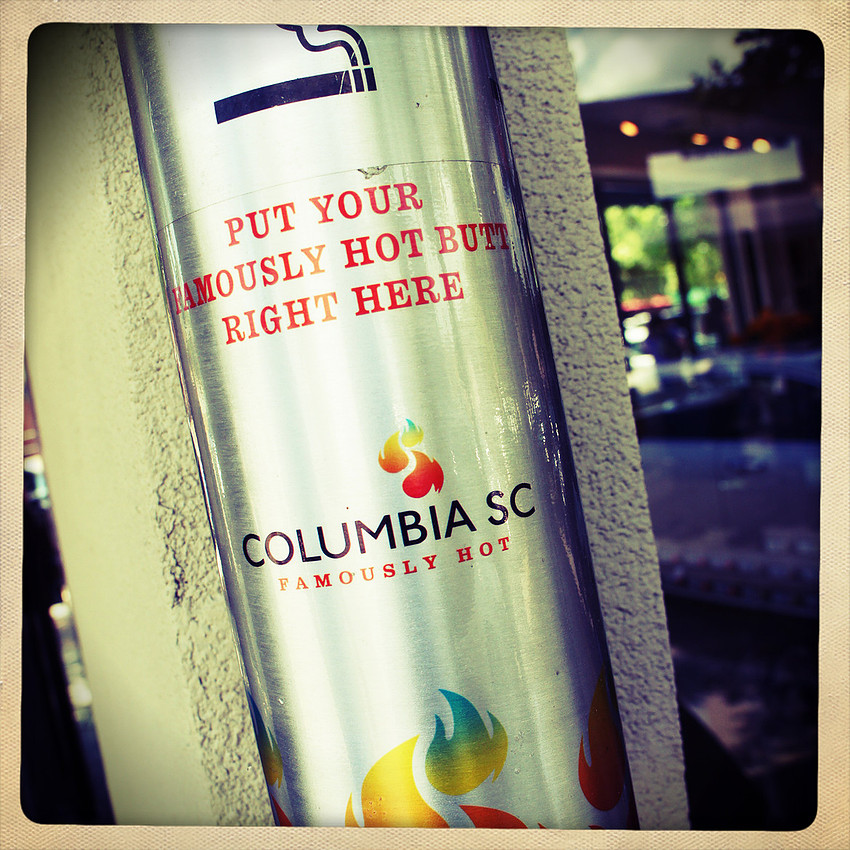 PUT YOUR
FAMOUSLY HOT BUTT
RIGHT HERE
COLUMBIA SC
FAMOUSLY HOT